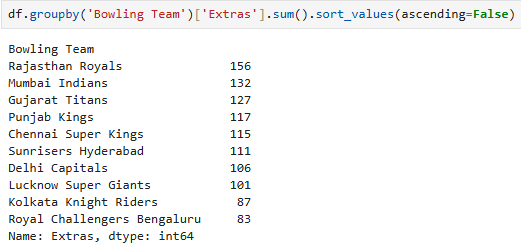 df.groupby('Bowling Team')['Extras'].sum().sort_values(ascending=False)
Bowling Team
Rajasthan Royals 156
Mumbai Indians 132
Gujarat Titans 127
Punjab Kings 117
Chennai Super Kings 115
Sunrisers Hyderabad 111
Delhi Capitals 106
Lucknow Super Giants 101
Kolkata Knight Riders 87
Royal Challengers Bengaluru 83
Name: Extras, dtype: int64